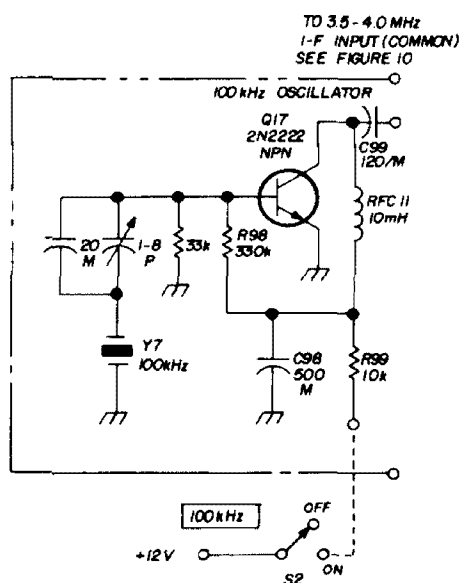 TO 3.5-4.0 MHz
I-F INPUT (COMMON)
SEE FIGURE 10
100 kHz OSCILLATOR
Q17
2N2222
NPN
C99
120/M
RFC 11
10mH
20
M
1-8
P
33k
R98
330k
Y7
100kHz
C98
500
M
R99
10k
100kHz
OFF
+12V
ON
S2